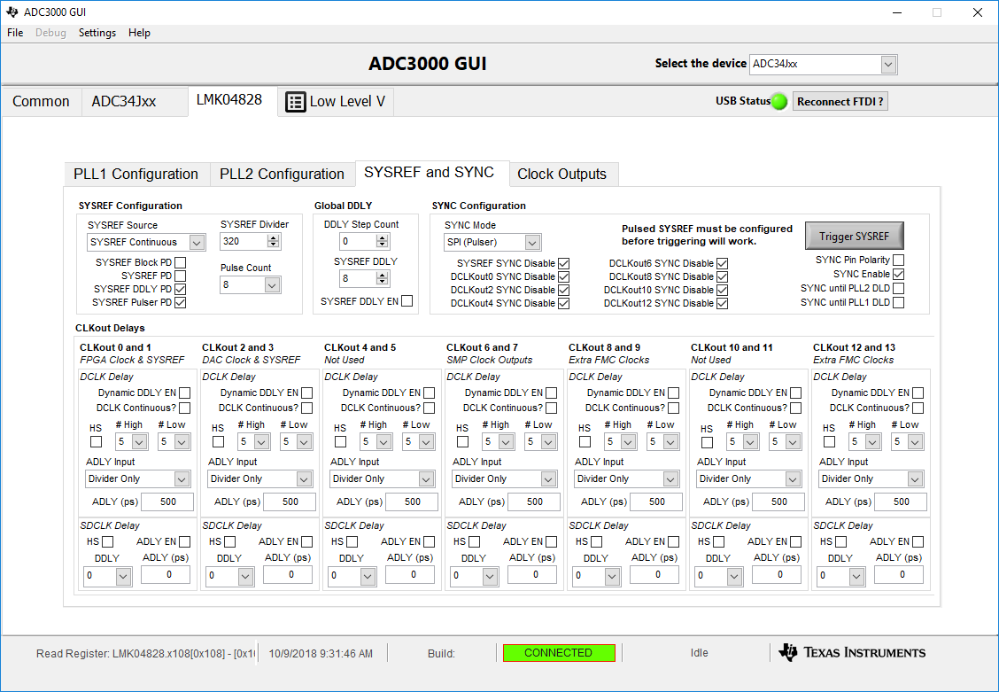 ADC3000 GUI
File Debug Settings Help
ADC3000 GUI
Select the device ADC34Jxx
Common ADC34Jxx LMK04828 Low Level V
USB Status Reconnect FTDI ?
PLL1 Configuration PLL2 Configuration SYSREF and SYNC Clock Outputs
SYSREF Configuration
SYSREF Source
SYSREF Continuous
SYSREF Divider
320
SYSREF Block PD
SYSREF PD
SYSREF DDLY PD
SYSREF Pulser PD
Pulse Count
8
Global DDLY
DDLY Step Count
0
SYSREF DDLY
8
SYSREF DDLY EN
SYNC Configuration
SYNC Mode
SPI (Pulser)
SYSREF SYNC Disable
DCLKout0 SYNC Disable
DCLKout2 SYNC Disable
DCLKout4 SYNC Disable
Pulsed SYSREF must be configured
before triggering will work.
DCLKout6 SYNC Disable
DCLKout8 SYNC Disable
DCLKout10 SYNC Disable
DCLKout12 SYNC Disable
Trigger SYSREF
SYNC Pin Polarity
SYNC Enable
SYNC until PLL2 DLD
SYNC until PLL1 DLD
CLKout Delays
CLKout 0 and 1
FPGA Clock & SYSREF
DCLK Delay
Dynamic DDLY EN
DCLK Continuous?
HS # High # Low
5 5
ADLY Input
Divider Only
ADLY (ps) 500
SDCLK Delay
HS ADLY EN
DDLY ADLY (ps)
0 0
CLKout 2 and 3
DAC Clock & SYSREF
DCLK Delay
Dynamic DDLY EN
DCLK Continuous?
HS # High # Low
5 5
ADLY Input
Divider Only
ADLY (ps) 500
SDCLK Delay
HS ADLY EN
DDLY ADLY (ps)
0 0
CLKout 4 and 5
Not Used
DCLK Delay
Dynamic DDLY EN
DCLK Continuous?
HS # High # Low
5 5
ADLY Input
Divider Only
ADLY (ps) 500
SDCLK Delay
HS ADLY EN
DDLY ADLY (ps)
0 0
CLKout 6 and 7
SMP Clock Outputs
DCLK Delay
Dynamic DDLY EN
DCLK Continuous?
HS # High # Low
5 5
ADLY Input
Divider Only
ADLY (ps) 500
SDCLK Delay
HS ADLY EN
DDLY ADLY (ps)
0 0
CLKout 8 and 9
Extra FMC Clocks
DCLK Delay
Dynamic DDLY EN
DCLK Continuous?
HS # High # Low
5 5
ADLY Input
Divider Only
ADLY (ps) 500
SDCLK Delay
HS ADLY EN
DDLY ADLY (ps)
0 0
CLKout 10 and 11
Not Used
DCLK Delay
Dynamic DDLY EN
DCLK Continuous?
HS # High # Low
5 5
ADLY Input
Divider Only
ADLY (ps) 500
SDCLK Delay
HS ADLY EN
DDLY ADLY (ps)
0 0
CLKout 12 and 13
Extra FMC Clocks
DCLK Delay
Dynamic DDLY EN
DCLK Continuous?
HS # High # Low
5 5
ADLY Input
Divider Only
ADLY (ps) 500
SDCLK Delay
HS ADLY EN
DDLY ADLY (ps)
0 0
Read Register: LMK04828.x108[0x108] - [0x1 10/9/2018 9:31:46 AM Build: CONNECTED Idle TEXAS INSTRUMENTS